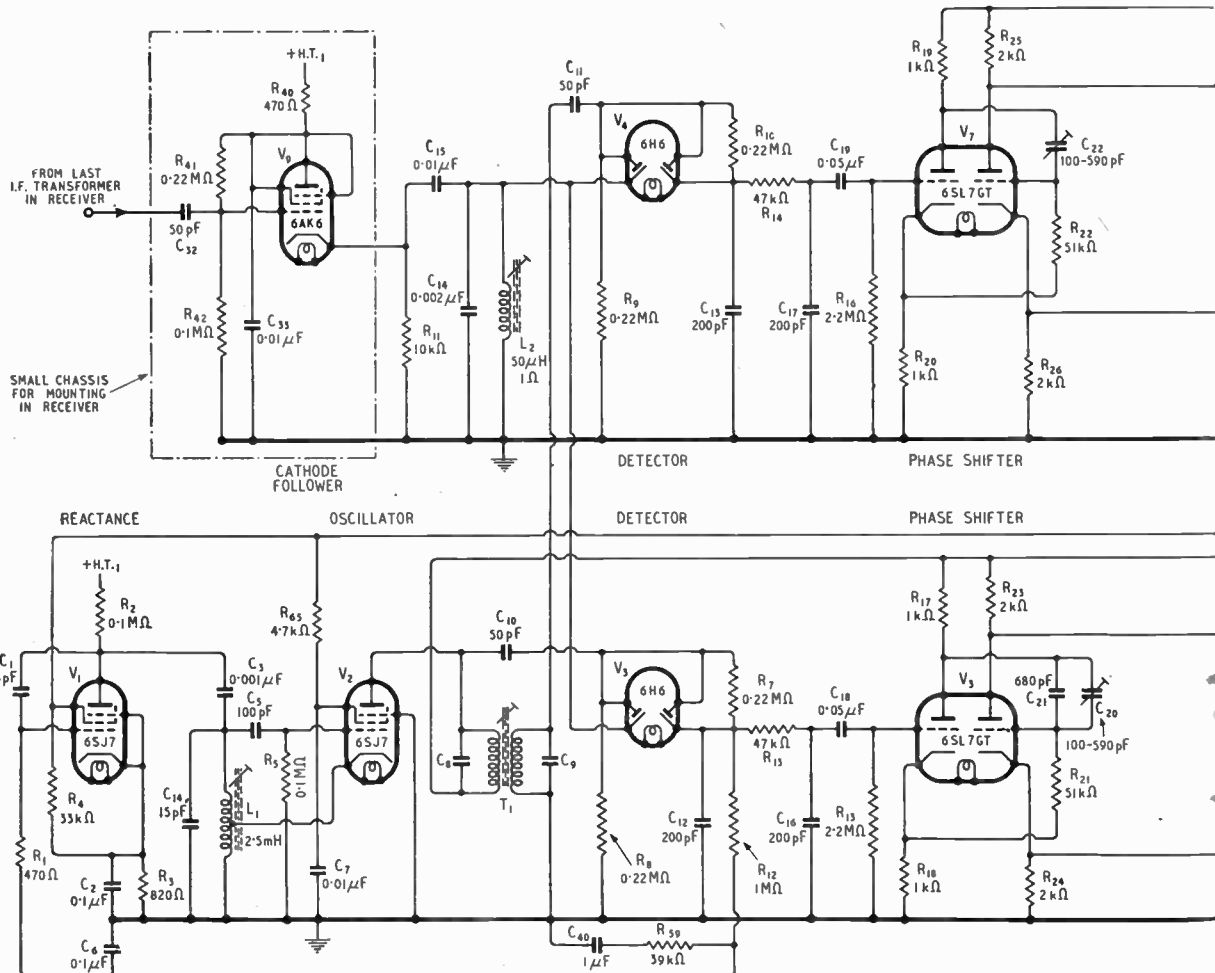 +H.T.₁
R₄₀
470Ω
V₉
6AK6
R₄₁
0·22MΩ
FROM LAST
I.F. TRANSFORMER
IN RECEIVER
50pF
C₃₂
R₄₂
0·1MΩ
C₃₃
0·01μF
SMALL CHASSIS
FOR MOUNTING
IN RECEIVER
CATHODE
FOLLOWER
C₁₅
0·01μF
C₁₄
0·002μF
R₁₁
10kΩ
L₂
50μH
1Ω
C₁₁
50pF
V₄
6H6
R₁₀
0·22MΩ
R₉
0·22MΩ
47kΩ
R₁₄
C₁₃
200pF
C₁₉
0·05μF
C₁₇
200pF
R₁₆
2·2MΩ
R₁₉
1kΩ
R₂₅
2kΩ
V₇
6SL7GT
C₂₂
100-590pF
R₂₂
51kΩ
R₂₀
1kΩ
R₂₆
2kΩ
DETECTOR
PHASE SHIFTER
REACTANCE
OSCILLATOR
DETECTOR
PHASE SHIFTER
+H.T.₁
R₂
0·1MΩ
C₁
pF
V₁
6SJ7
R₄
33kΩ
R₁
470Ω
C₂
0·1μF
R₃
820Ω
C₆
0·1μF
C₃
0·001μF
C₅
100pF
C₁₄
15pF
L₁
2·5mH
R₅
0·1MΩ
R₆₅
4·7kΩ
V₂
6SJ7
C₇
0·01μF
C₁₀
50pF
C₈
T₁
C₉
V₃
6H6
R₇
0·22MΩ
R₈
0·22MΩ
C₁₂
200pF
47kΩ
R₁₅
R₁₂
1MΩ
C₁₈
0·05μF
C₁₆
200pF
R₁₃
2·2MΩ
C₄₀
1μF
R₅₉
39kΩ
R₁₇
1kΩ
R₂₃
2kΩ
V₃
6SL7GT
680pF
C₂₁
C₂₀
100-590pF
R₂₁
51kΩ
R₁₈
1kΩ
R₂₄
2kΩ